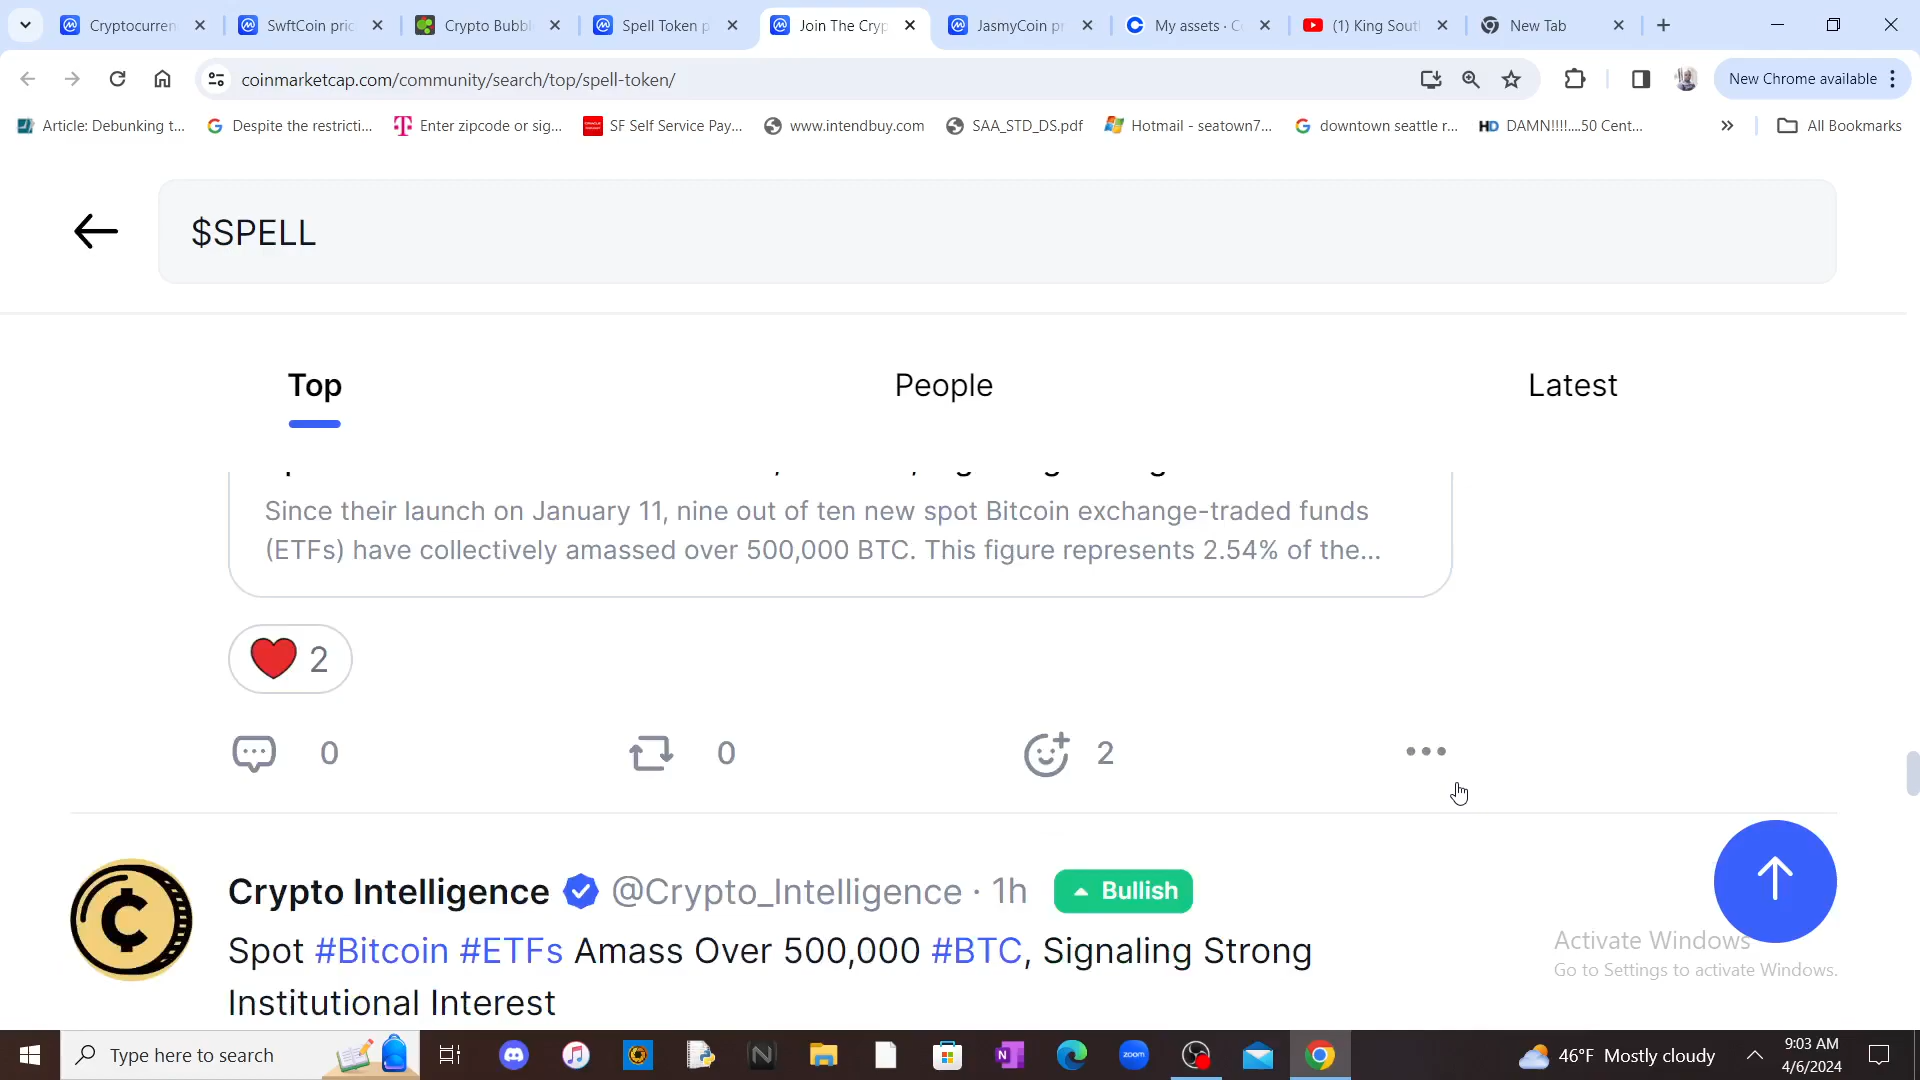 Cryptocurren
SwftCoin pric
Crypto Bubbl
Spell Token p
Join The Cryp
JasmyCoin pr
My assets · C
(1) King Sout
New Tab
coinmarketcap.com/community/search/top/spell-token/
New Chrome available
Article: Debunking t...
Despite the restricti...
Enter zipcode or sig...
SF Self Service Pay...
www.intendbuy.com
SAA_STD_DS.pdf
Hotmail - seatown7...
downtown seattle r...
HD DAMN!!!!....50 Cent...
All Bookmarks
$SPELL
Top
People
Latest
Since their launch on January 11, nine out of ten new spot Bitcoin exchange-traded funds
(ETFs) have collectively amassed over 500,000 BTC. This figure represents 2.54% of the...
2
0
0
2
Crypto Intelligence @Crypto_Intelligence · 1h Bullish
Spot #Bitcoin #ETFs Amass Over 500,000 #BTC, Signaling Strong
Institutional Interest
Activate Windows
Go to Settings to activate Windows.
Type here to search
zoom
46°F Mostly cloudy
9:03 AM
4/6/2024